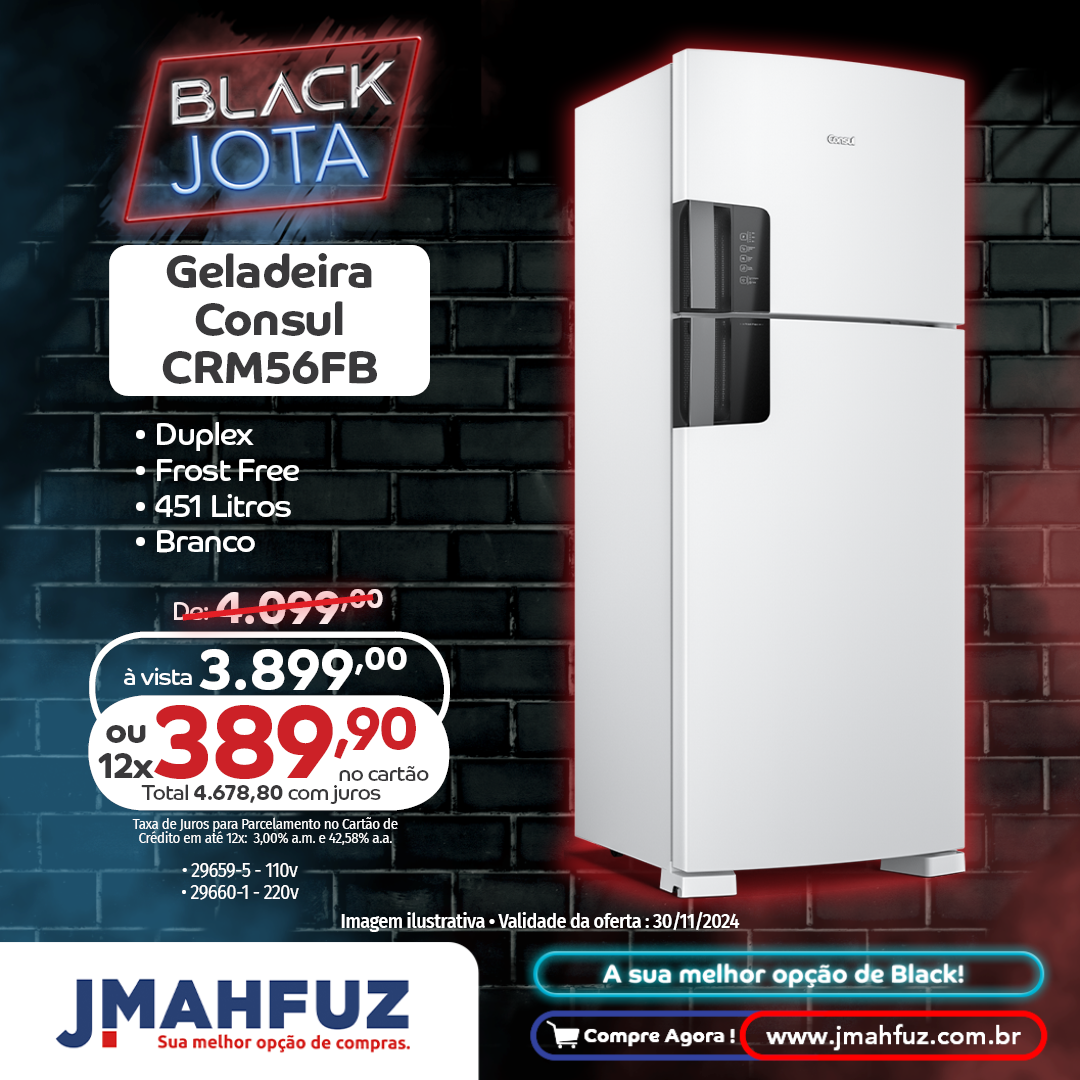 BLACK
JOTA
Geladeira
Consul
CRM56FB
• Duplex
• Frost Free
• 451 Litros
• Branco
De: 4.099,00
à vista 3.899,00
ou
12x 389,90
no cartão
Total 4.678,80 com juros
Taxa de Juros para Parcelamento no Cartão de
Crédito em até 12x: 3,00% a.m. e 42,58% a.a.
• 29659-5 - 110v
• 29660-1 - 220v
Consul
Imagem ilustrativa • Validade da oferta : 30/11/2024
JMAHFUZ
Sua melhor opção de compras.
A sua melhor opção de Black!
Compre Agora !
www.jmahfuz.com.br